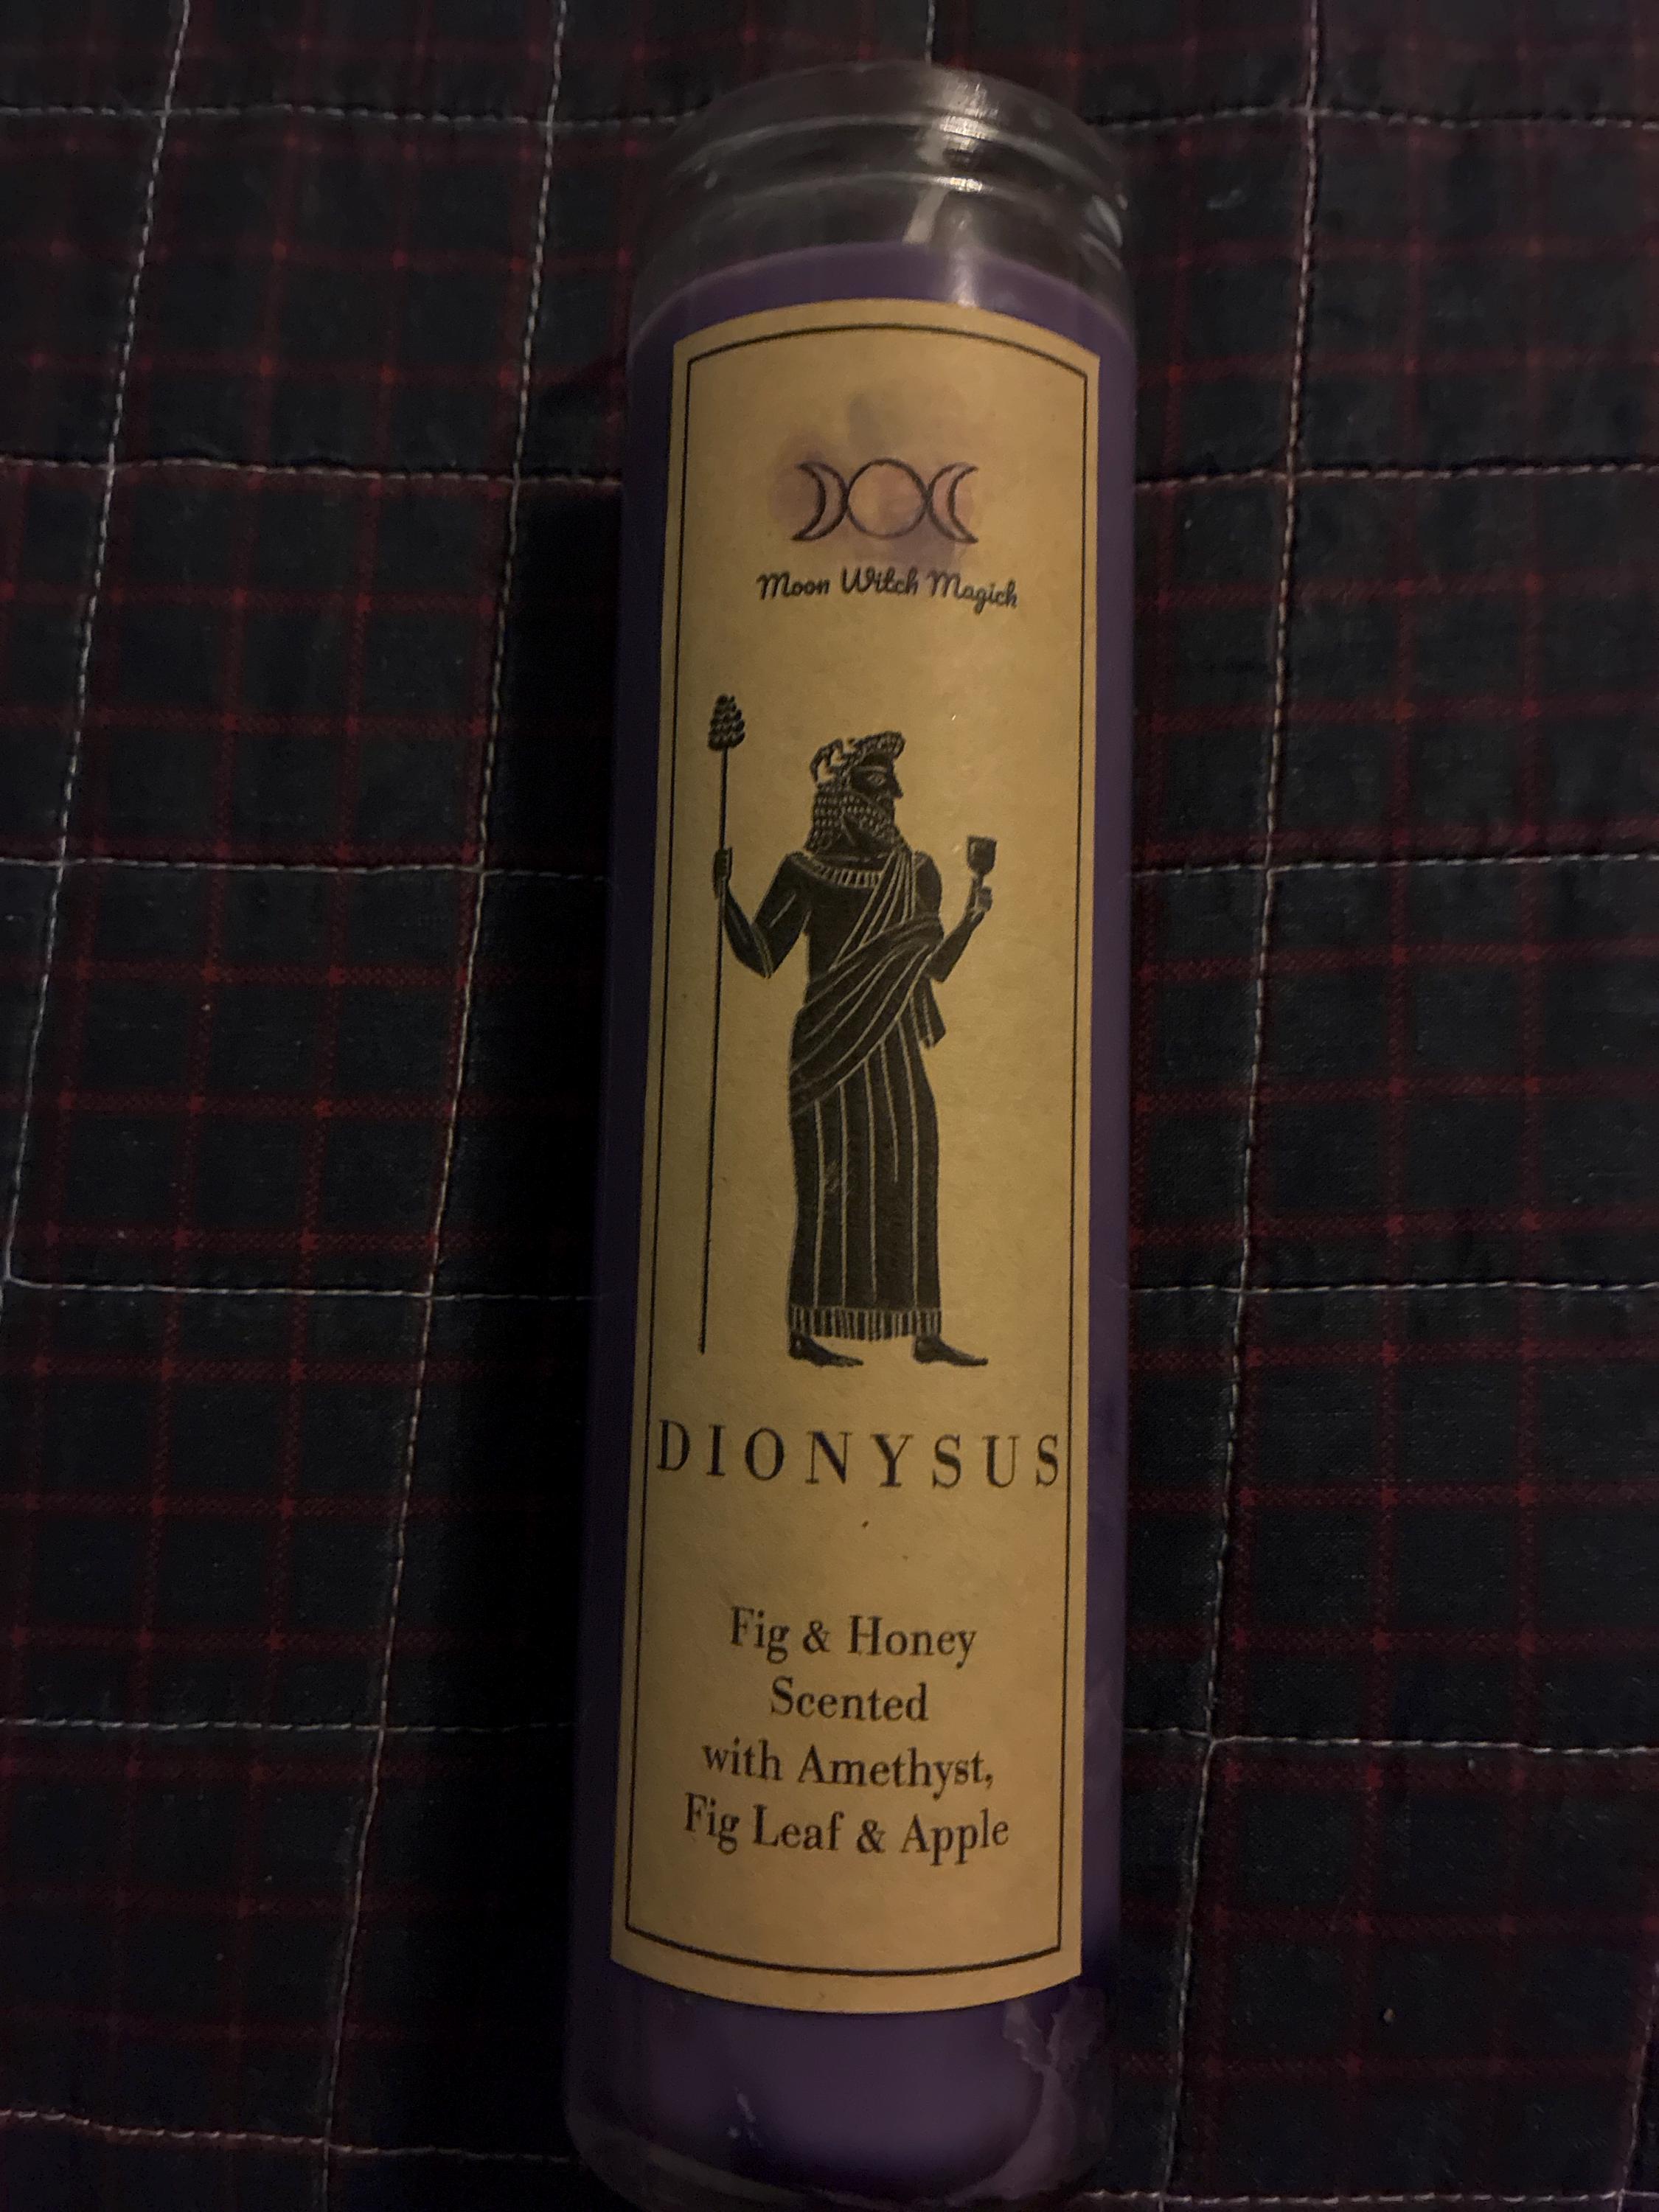 Moon Witch Magick
DIONYSUS
Fig & Honey
Scented
with Amethyst,
Fig Leaf & Apple